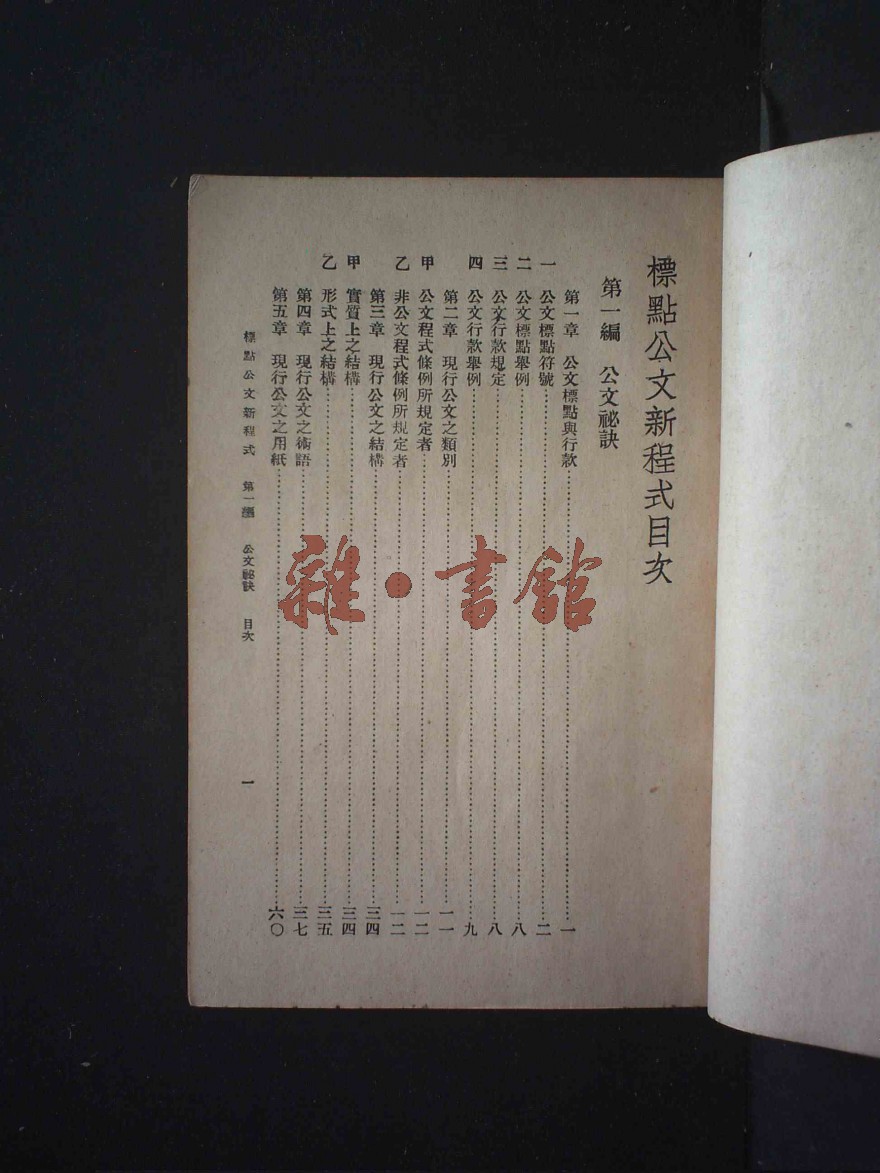 標點公文新程式目次
第一編　公文祕訣
第一章　公文標點與行款……一
一　公文標點符號……二
二　公文標點舉例……八
三　公文行款規定……八
四　公文行款舉例……九
第二章　現行公文之類別……一一
甲　公文程式條例所規定者……一二
乙　非公文程式條例所規定者……一二
第三章　現行公文之結構……三四
甲　實質上之結構……三四
乙　形式上之結構……三五
第四章　現行公文之術語……三七
第五章　現行公文之用紙……六〇
標點公文新程式　第一編　公文祕訣　目次　一
雜·書館